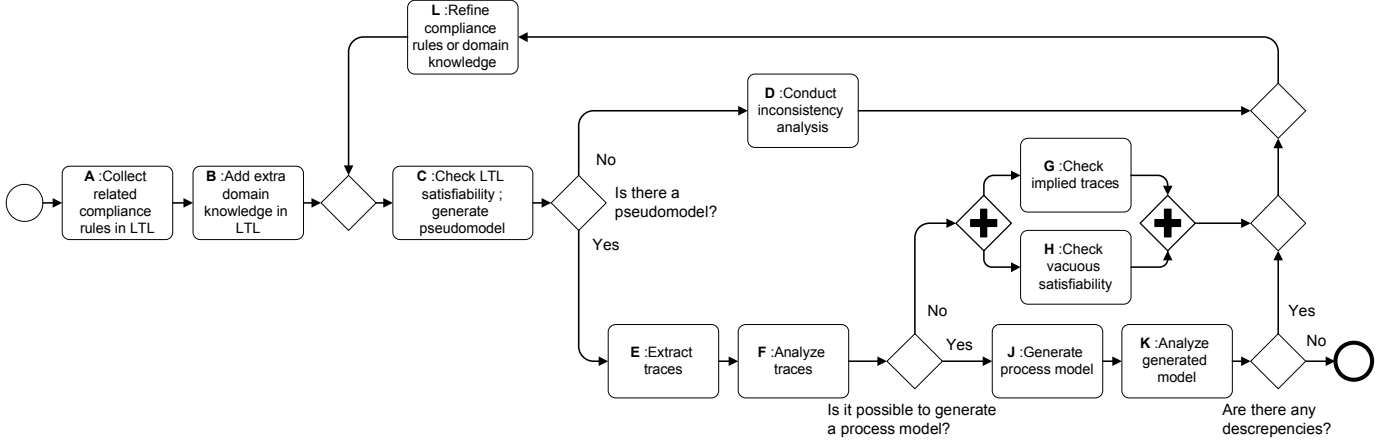 L :Refine
compliance
rules or domain
knowledge
D :Conduct
inconsistency
analysis
A :Collect
related
compliance
rules in LTL
B :Add extra
domain
knowledge in
LTL
C :Check LTL
satisfiability ;
generate
pseudomodel
No
Is there a
pseudomodel?
Yes
G :Check
implied traces
H :Check
vacuous
satisfiability
E :Extract
traces
F :Analyze
traces
No
Yes
Is it possible to generate
a process model?
J :Generate
process model
K :Analyze
generated
model
Yes
No
Are there any
descrepencies?